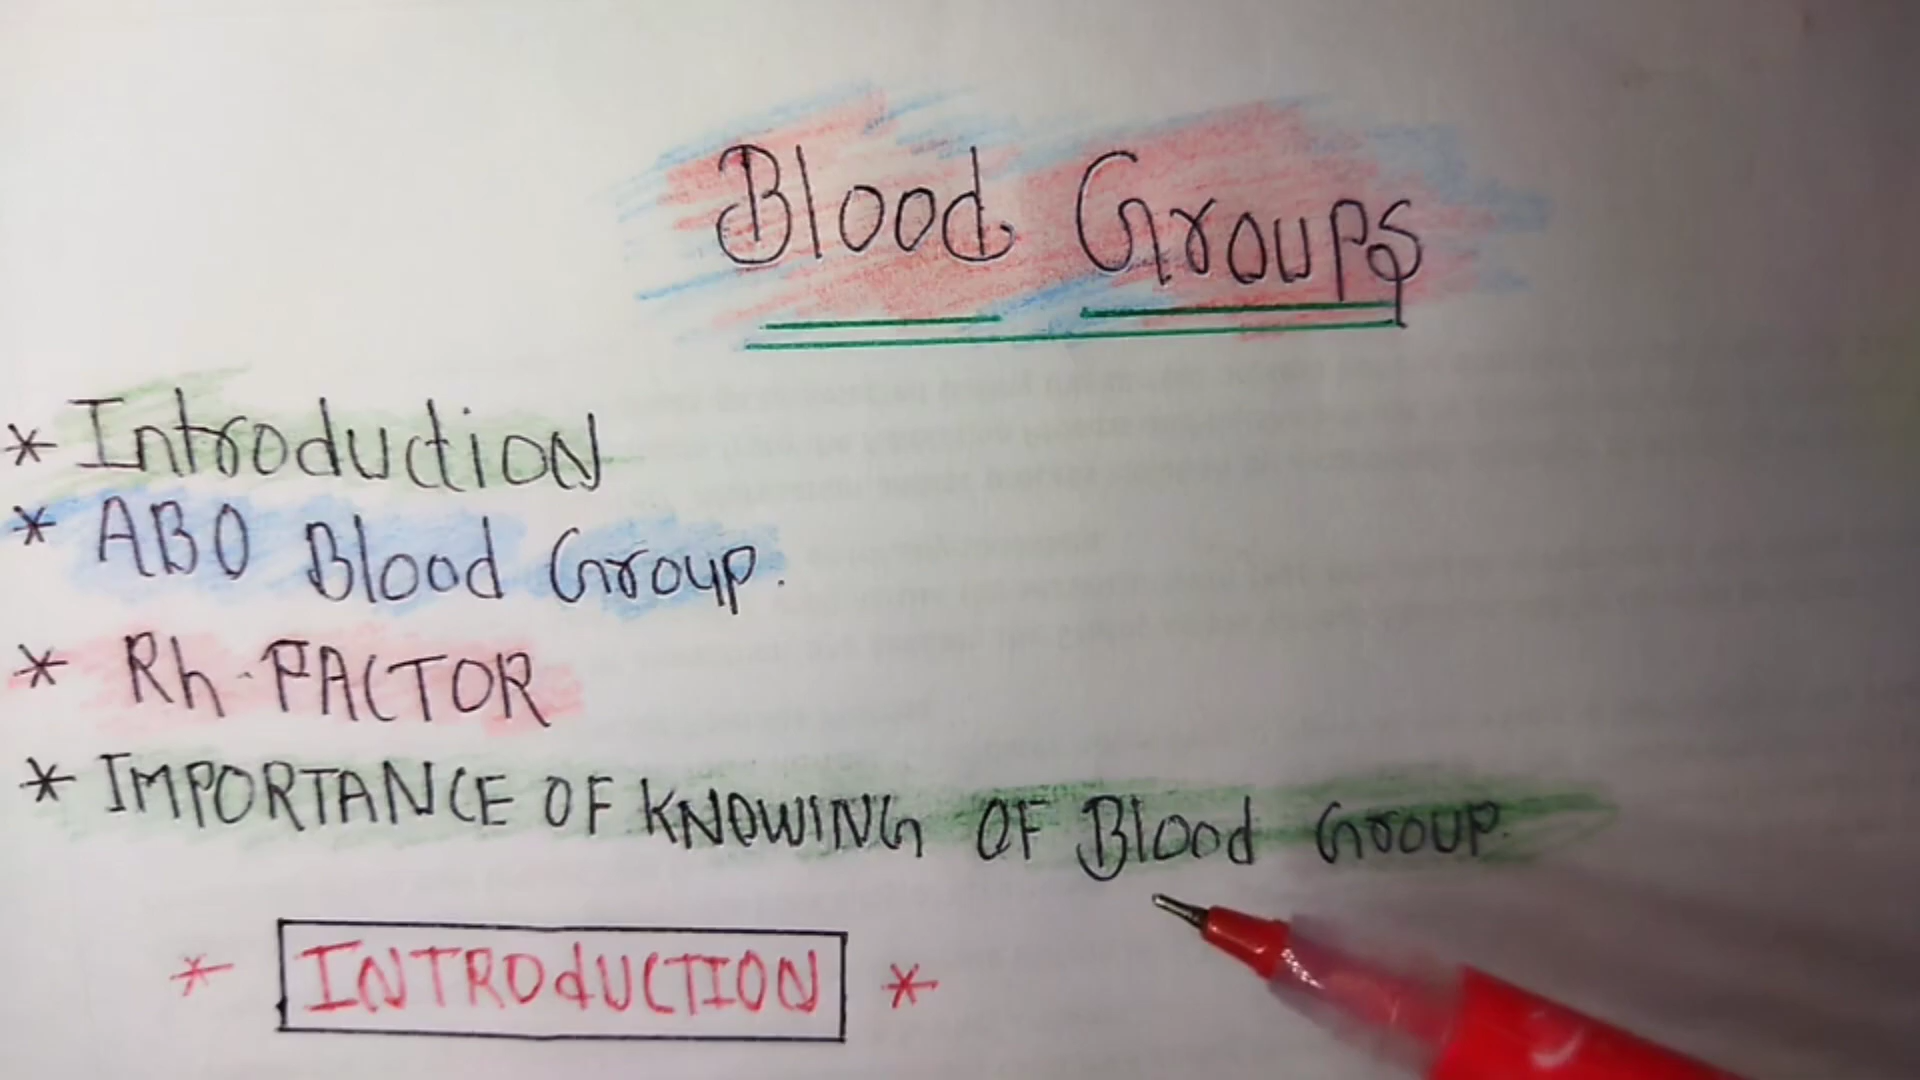 Blood Groups
* Introduction
* ABO Blood Group.
* Rh-FACTOR
* IMPORTANCE OF KNOWING OF Blood Group.
* INTRODUCTION *